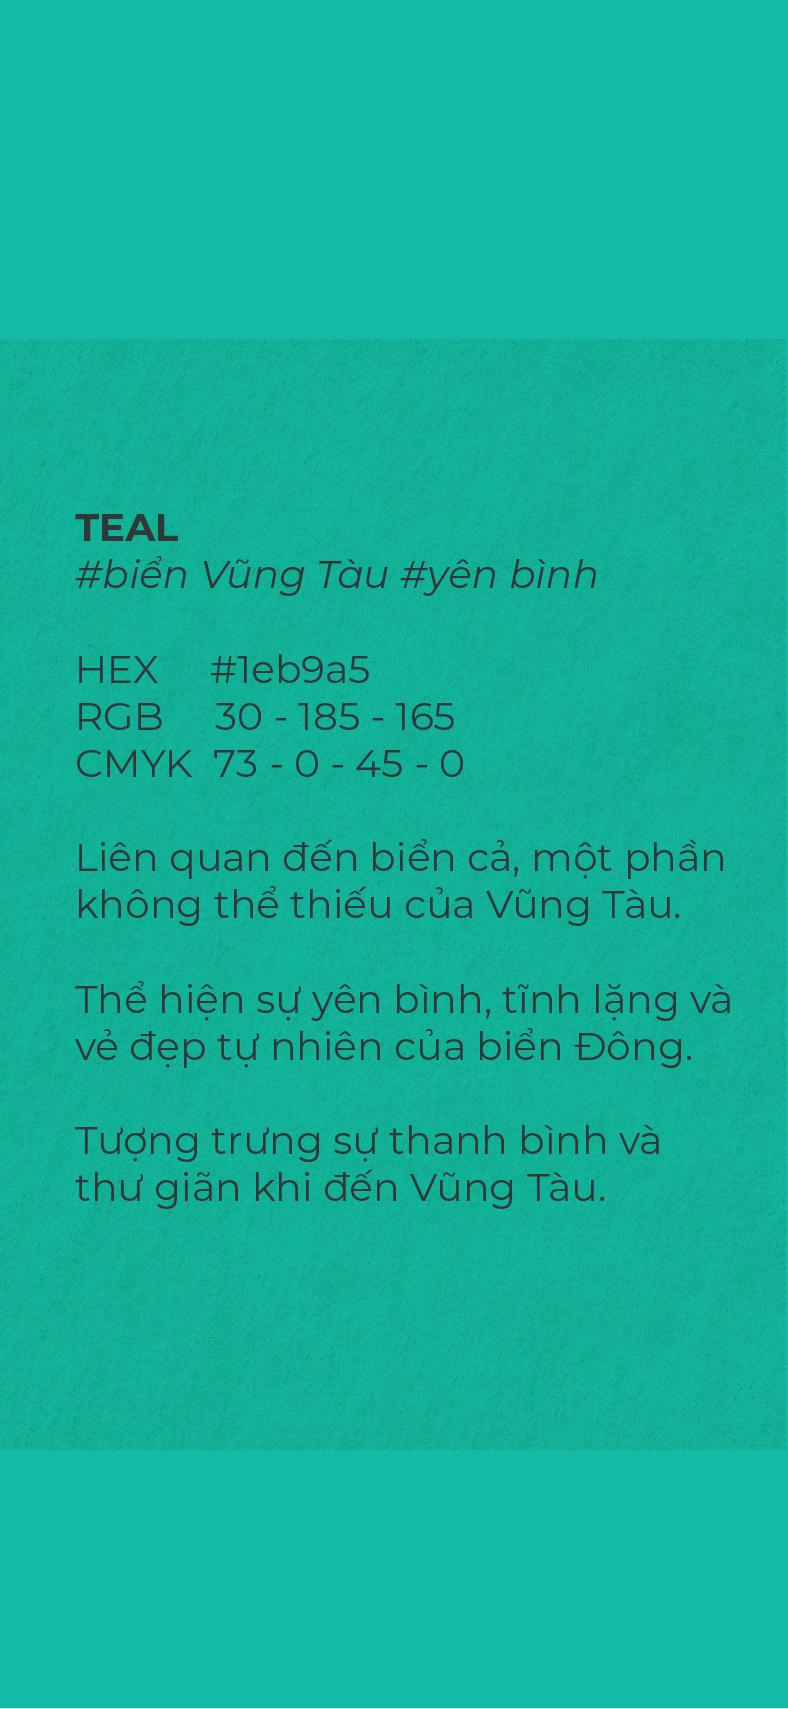 TEAL
#biển Vũng Tàu #yên bình
HEX #1eb9a5
RGB 30 - 185 - 165
CMYK 73 - 0 - 45 - 0
Liên quan đến biển cả, một phần
không thể thiếu của Vũng Tàu.
Thể hiện sự yên bình, tĩnh lặng và
vẻ đẹp tự nhiên của biển Đông.
Tượng trưng sự thanh bình và
thư giãn khi đến Vũng Tàu.